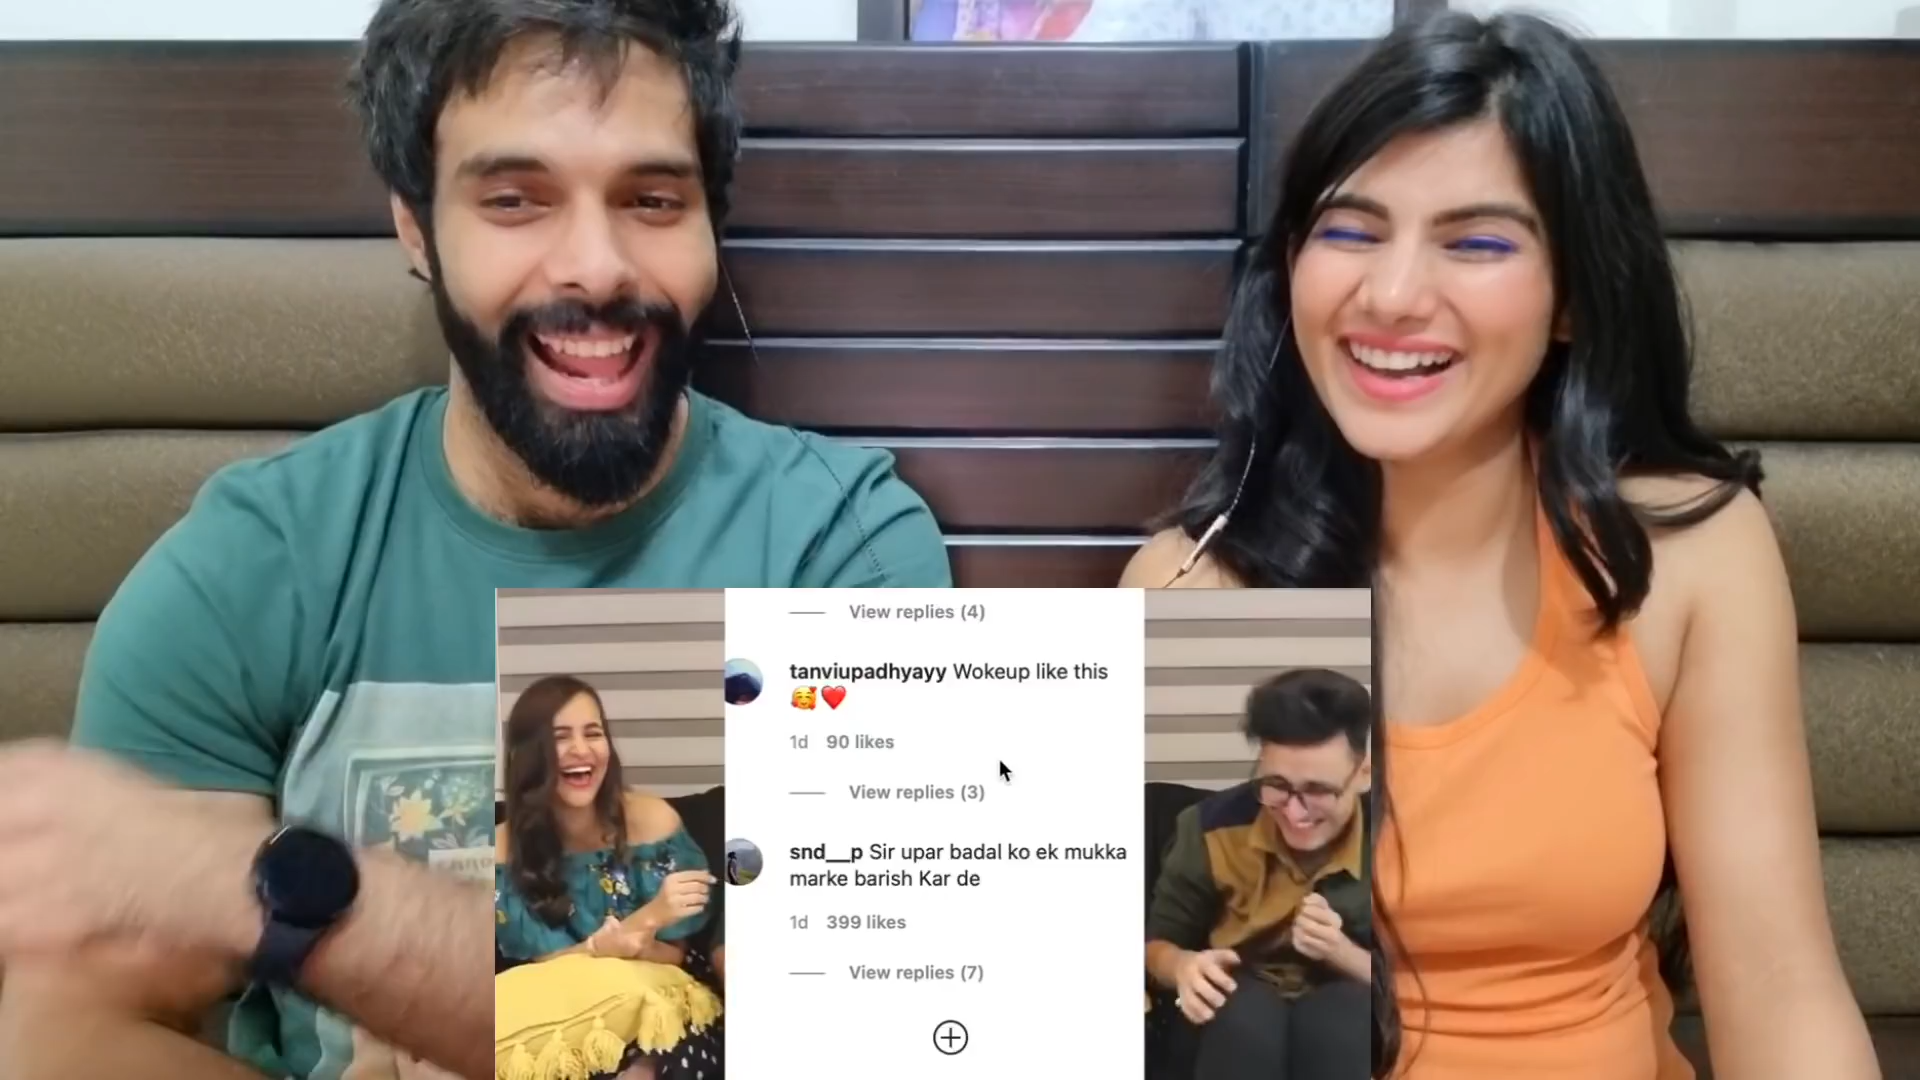 View replies (4)
tanviupadhyayy Wokeup like this
🥰❤️
1d 90 likes
View replies (3)
snd__p Sir upar badal ko ek mukka
marke barish Kar de
1d 399 likes
View replies (7)